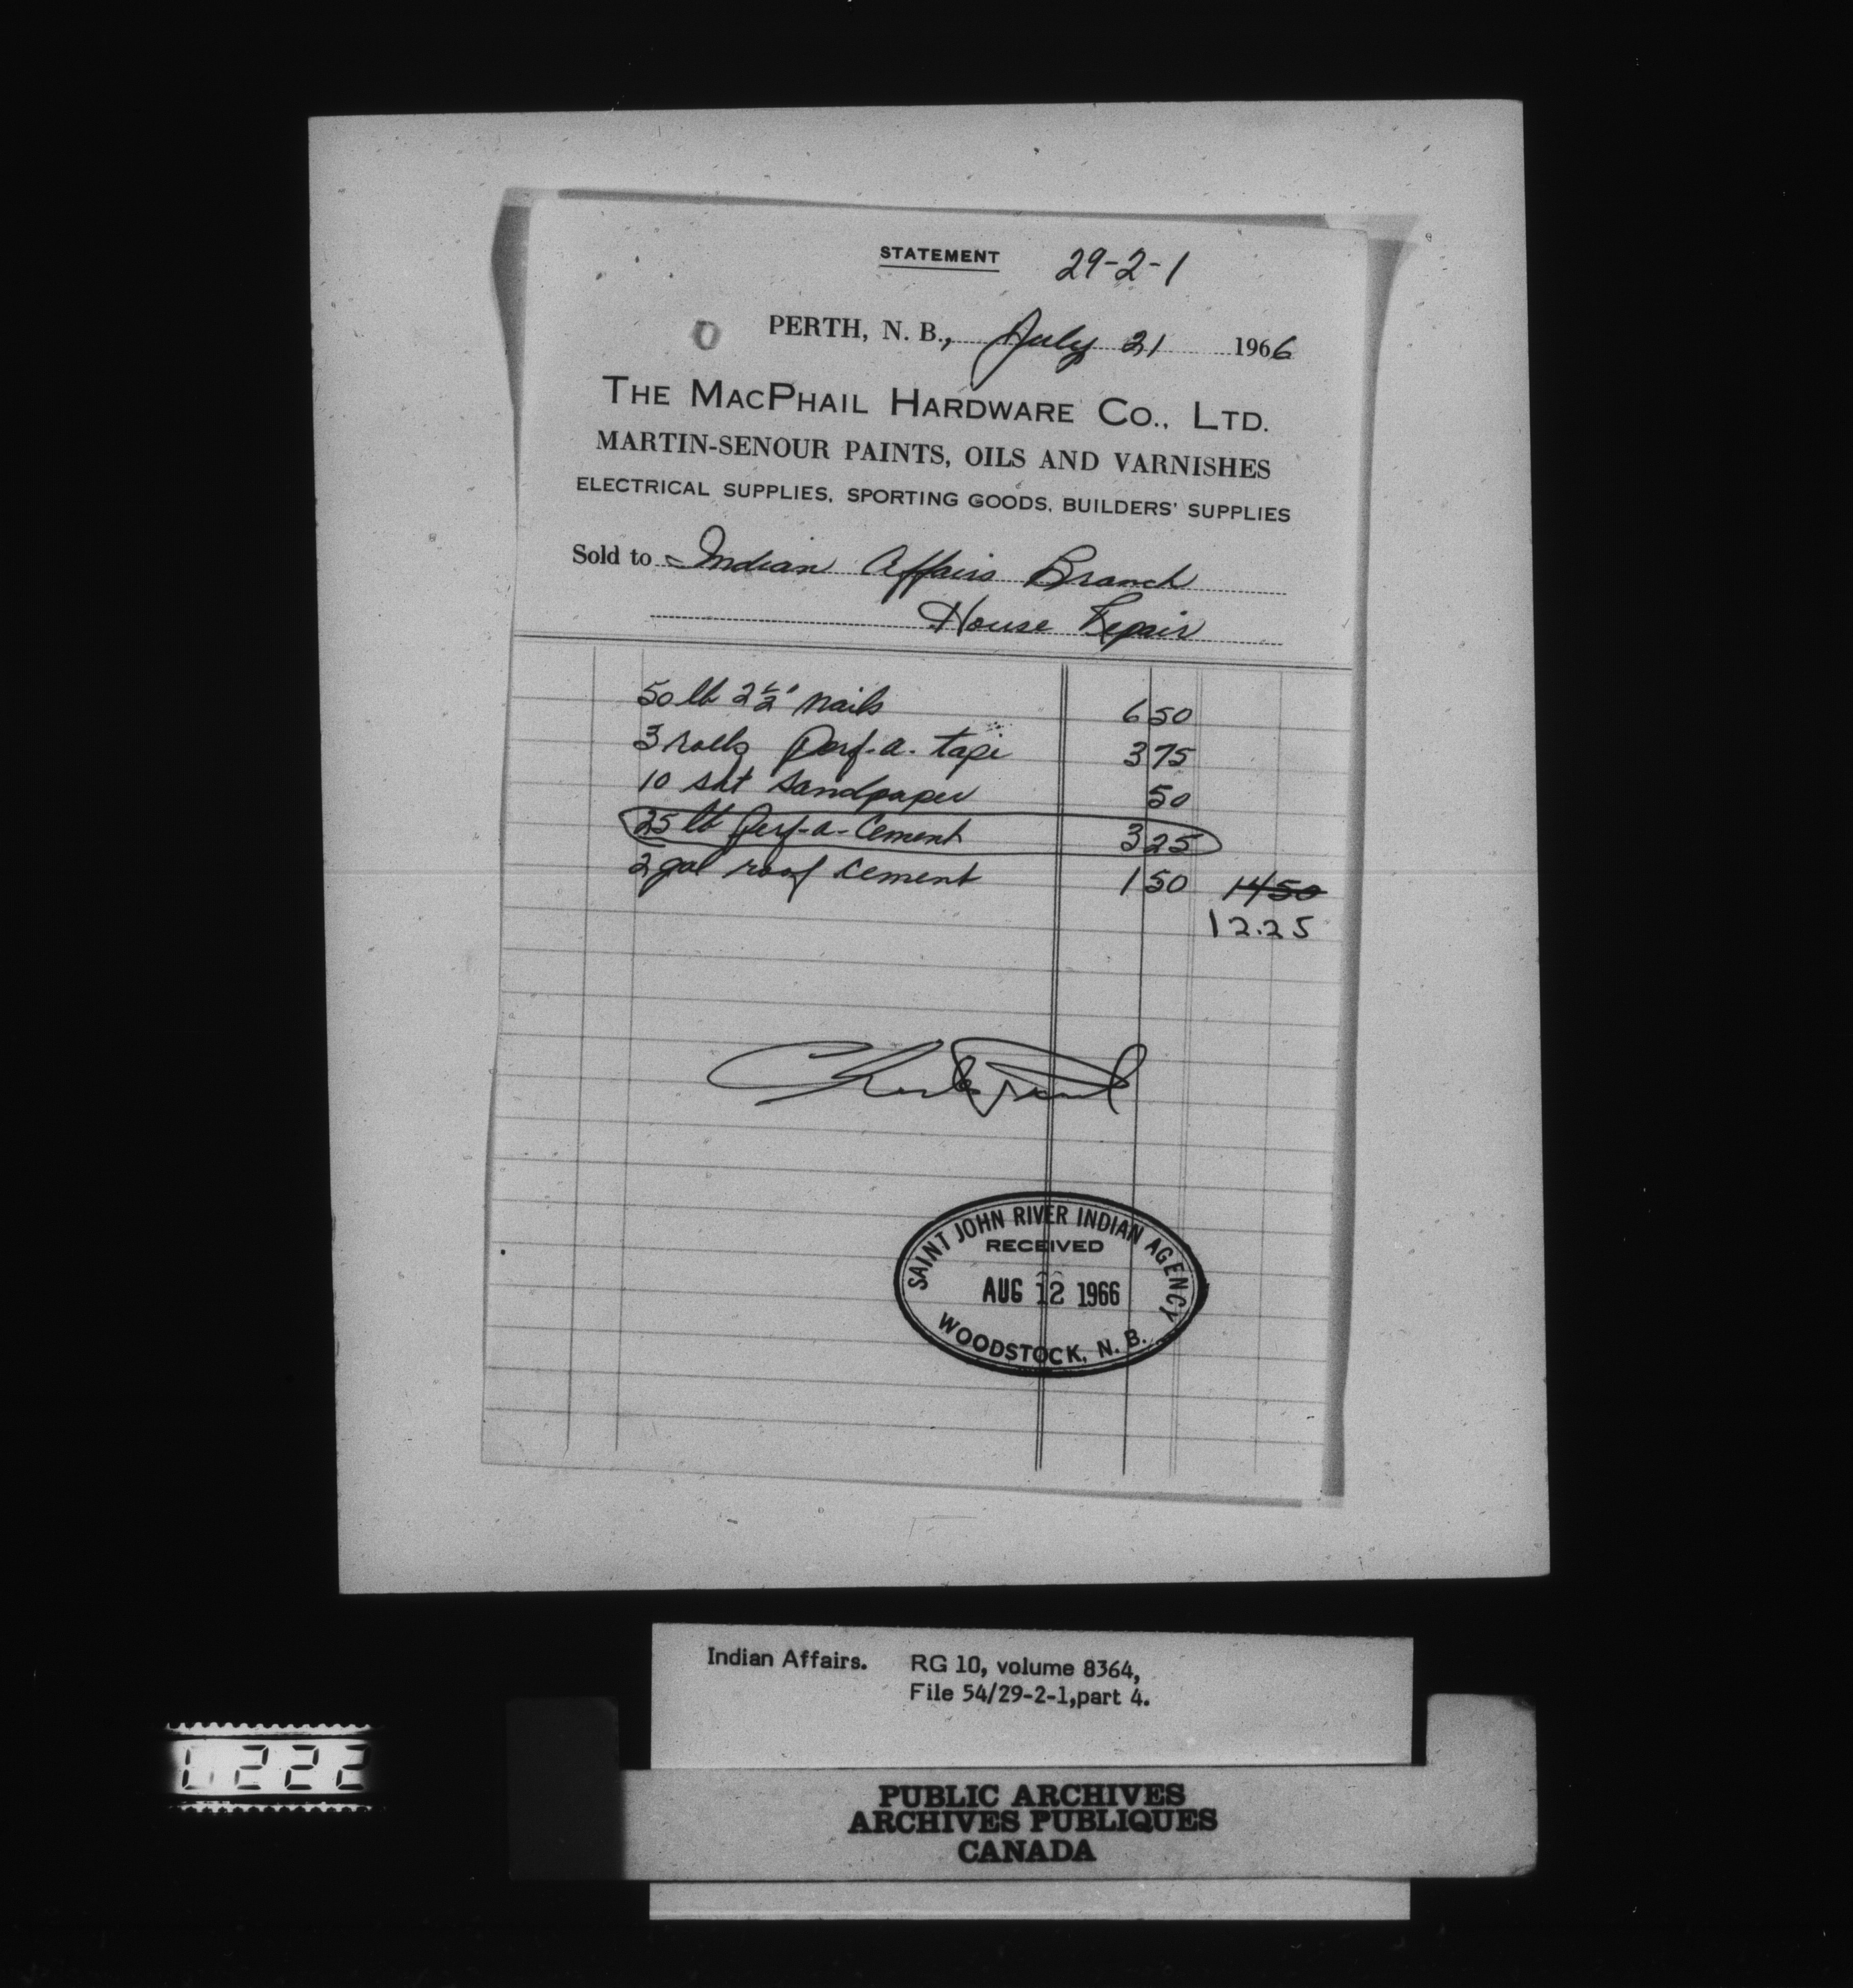 STATEMENT 29-2-1
PERTH, N. B., July 21 1966
THE MACPHAIL HARDWARE CO., LTD.
MARTIN-SENOUR PAINTS, OILS AND VARNISHES
ELECTRICAL SUPPLIES, SPORTING GOODS, BUILDERS' SUPPLIES
Sold to Indian Affairs Branch
House Repair
50 lb 2½" nails 6 50
3 rolls Perf-a-tape 3 75
10 sht sandpaper 50
25 lb Perf-a-Cement 3 25
2 gal roof cement 1 50 14 50
12.25
SAINT JOHN RIVER INDIAN AGENCY
RECEIVED
AUG 12 1966
WOODSTOCK, N. B.
Indian Affairs. RG 10, volume 8364,
File 54/29-2-1,part 4.
222
PUBLIC ARCHIVES
ARCHIVES PUBLIQUES
CANADA